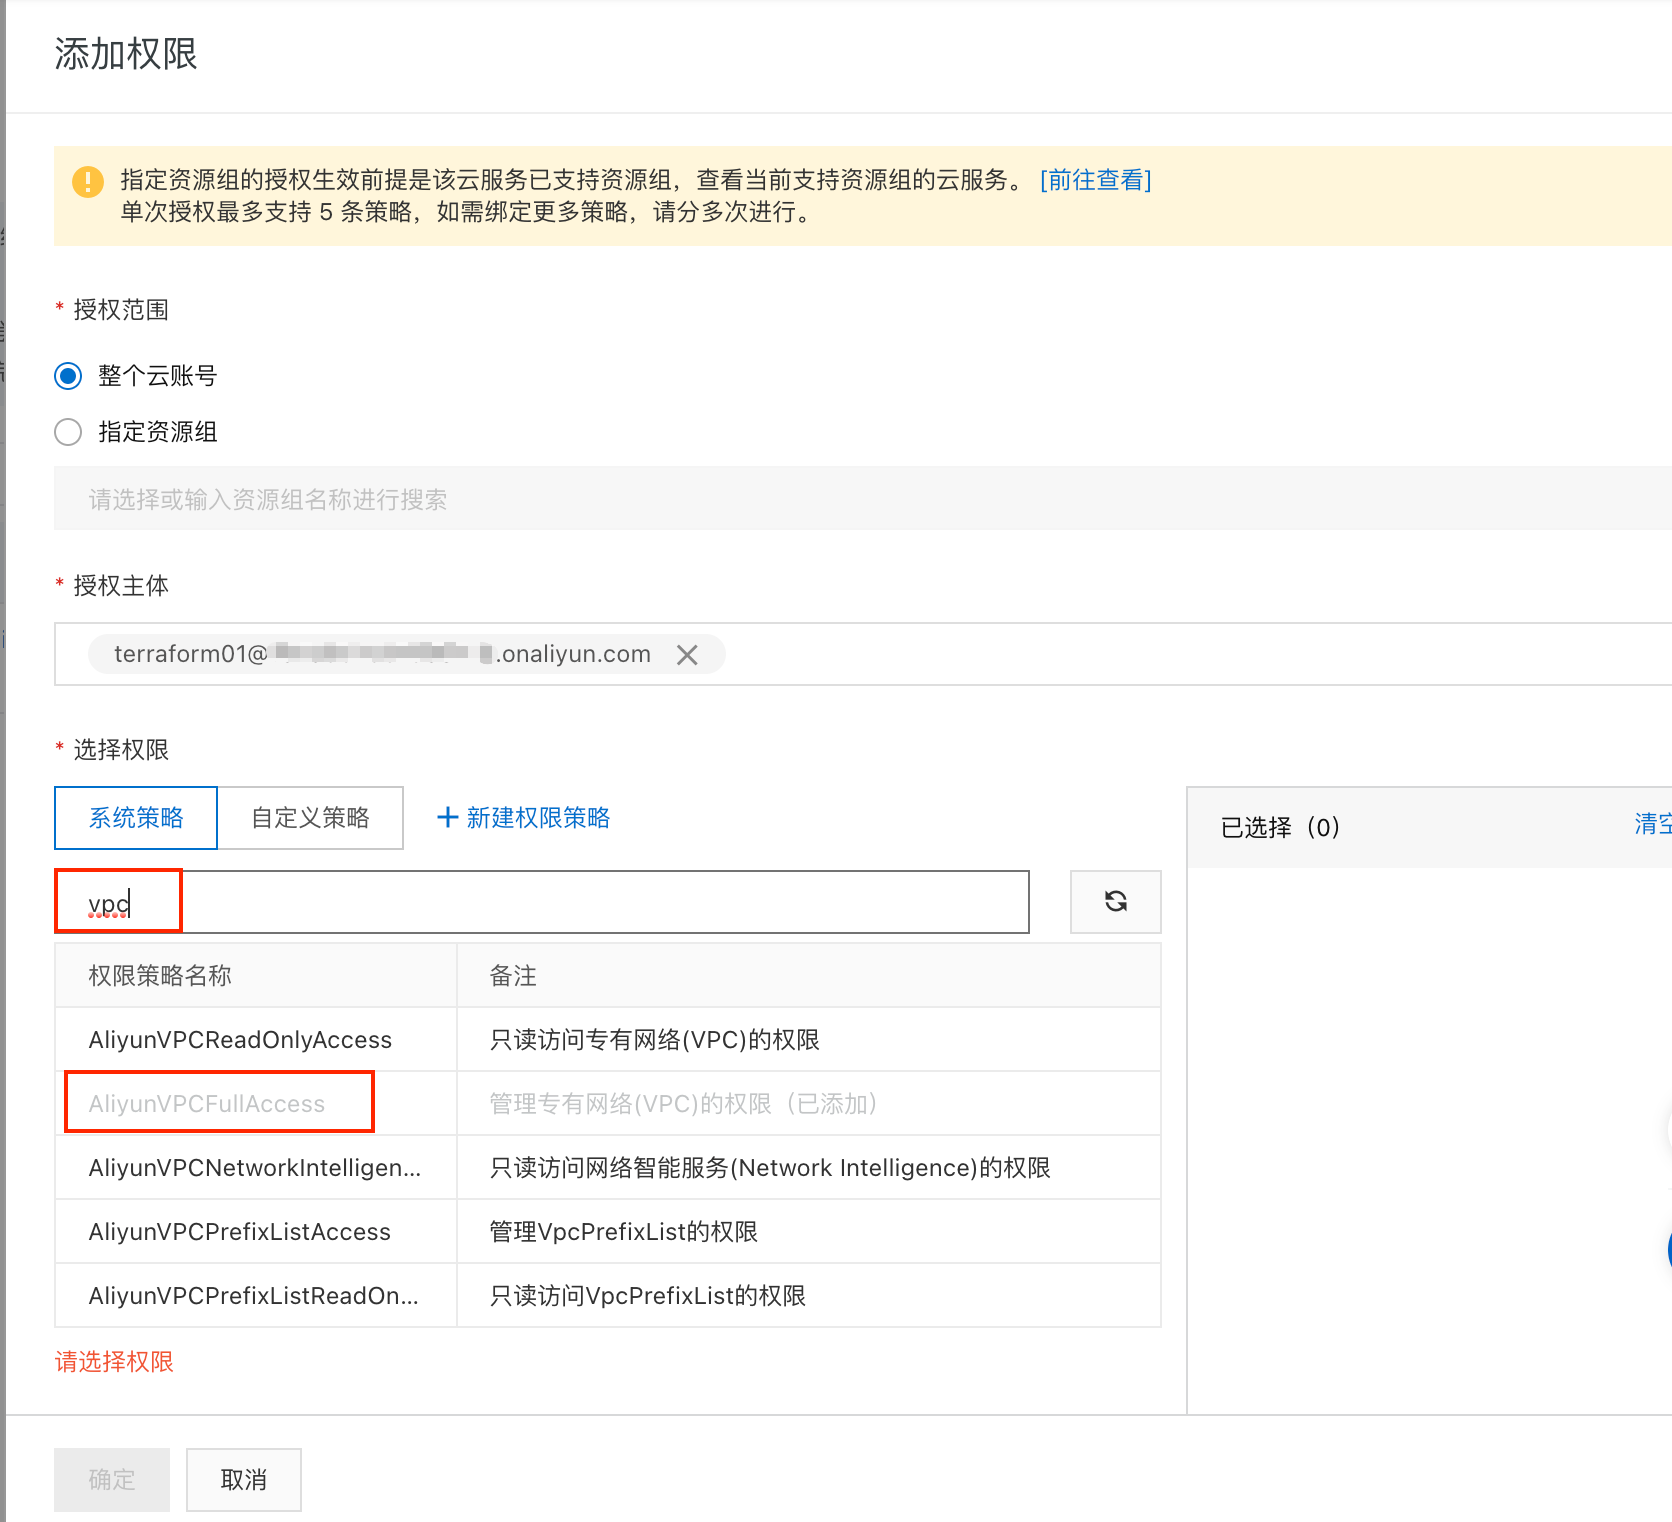 添加权限
指定资源组的授权生效前提是该云服务已支持资源组，查看当前支持资源组的云服务。 [前往查看]
单次授权最多支持 5 条策略，如需绑定更多策略，请分多次进行。
* 授权范围
整个云账号
指定资源组
请选择或输入资源组名称进行搜索
* 授权主体
terraform01@
.onaliyun.com
* 选择权限
系统策略 自定义策略 新建权限策略
已选择（0） 清空
vpc
权限策略名称 备注
AliyunVPCReadOnlyAccess 只读访问专有网络(VPC)的权限
AliyunVPCFullAccess 管理专有网络(VPC)的权限（已添加）
AliyunVPCNetworkIntelligen... 只读访问网络智能服务(Network Intelligence)的权限
AliyunVPCPrefixListAccess 管理VpcPrefixList的权限
AliyunVPCPrefixListReadOn... 只读访问VpcPrefixList的权限
请选择权限
确定 取消